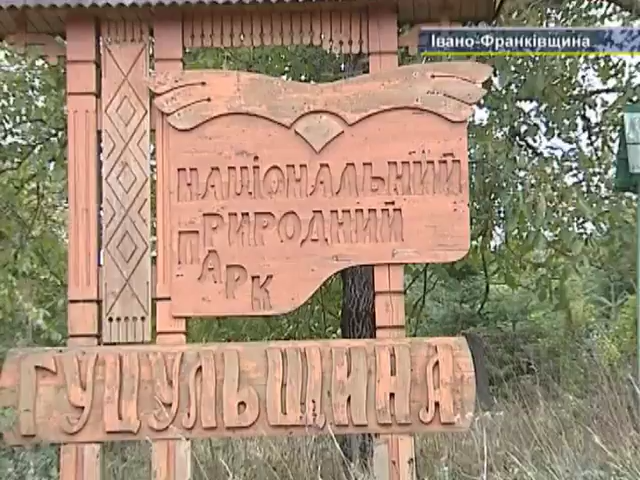 Івано-Франківщина
НАЦІОНАЛЬНИЙ
ПРИРОДНИЙ
ПАРК
ГУЦУЛЬЩИНА